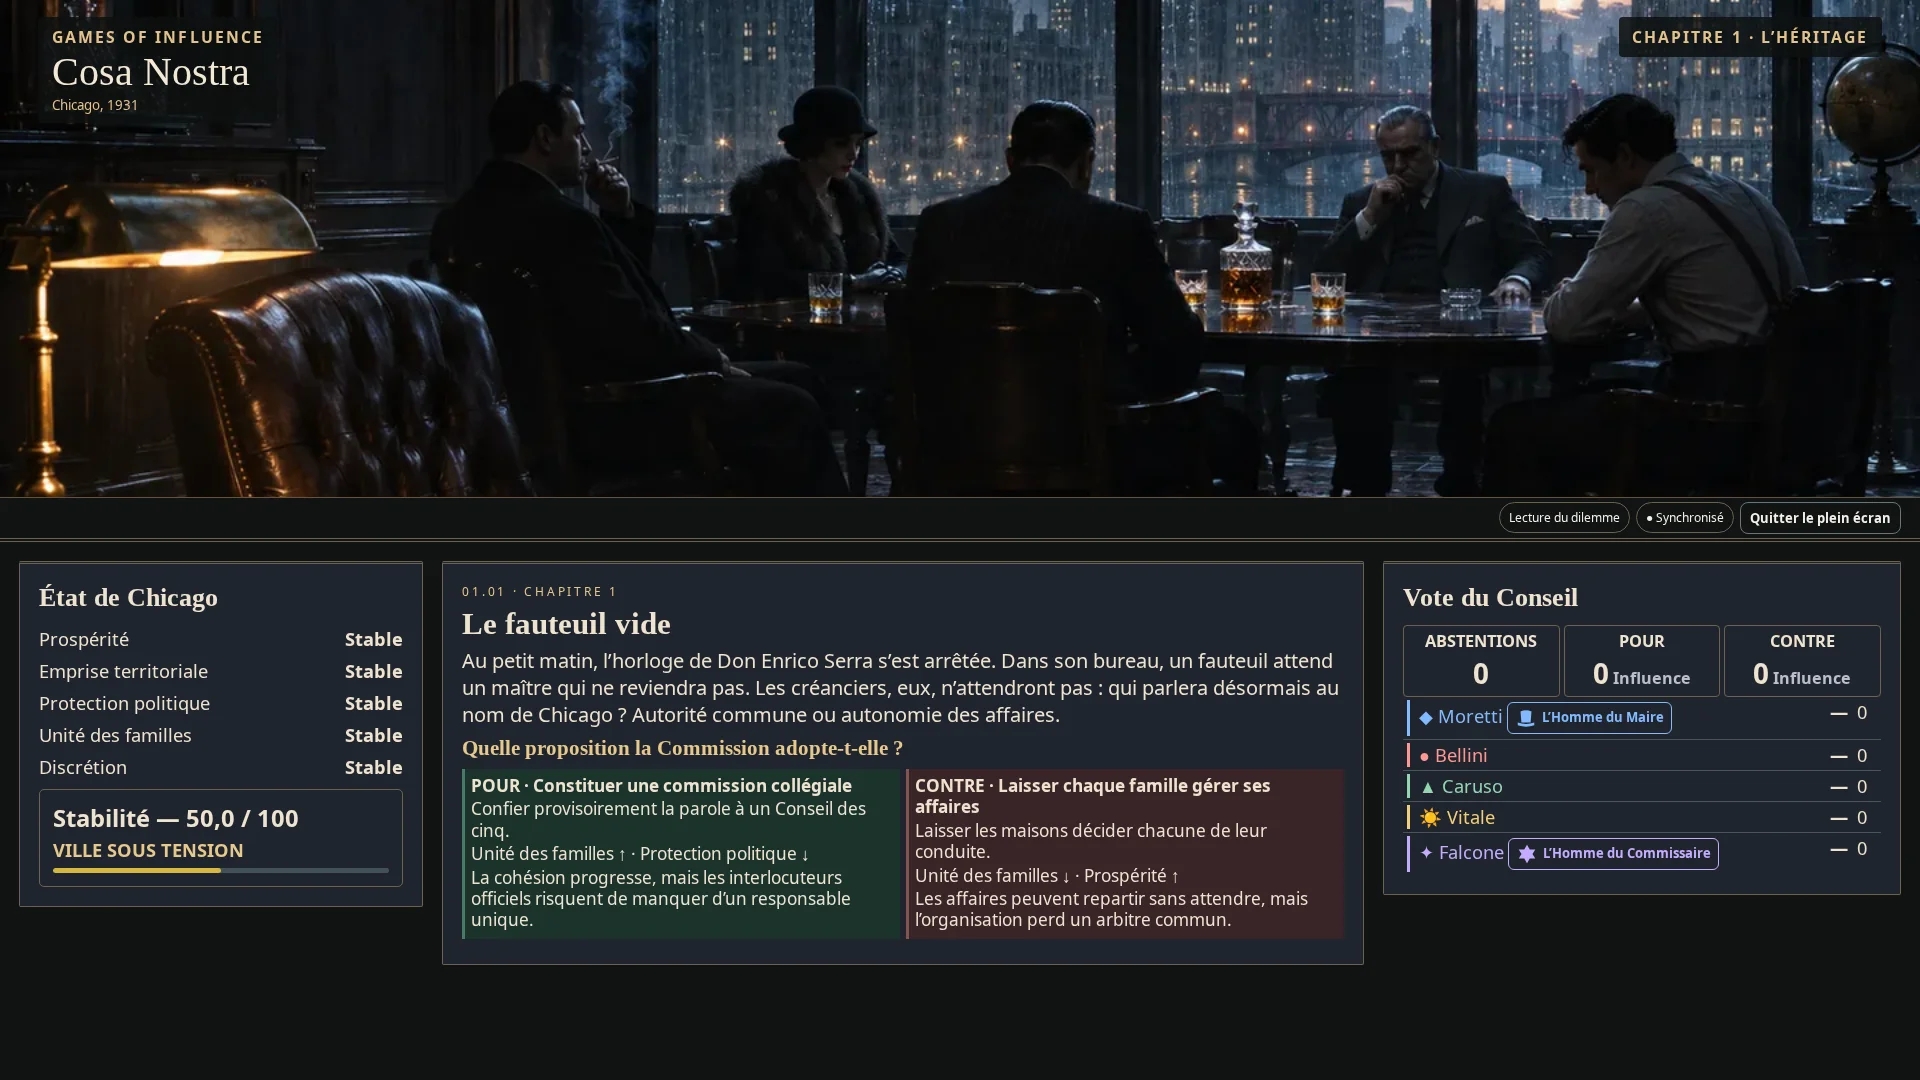 GAMES OF INFLUENCE
Cosa Nostra
Chicago, 1931
CHAPITRE 1 · L’HÉRITAGE
Lecture du dilemme
● Synchronisé
Quitter le plein écran
État de Chicago
Prospérité Stable
Emprise territoriale Stable
Protection politique Stable
Unité des familles Stable
Discrétion Stable
Stabilité — 50,0 / 100
VILLE SOUS TENSION
01.01 · CHAPITRE 1
Le fauteuil vide
Au petit matin, l’horloge de Don Enrico Serra s’est arrêtée. Dans son bureau, un fauteuil attend
un maître qui ne reviendra pas. Les créanciers, eux, n’attendront pas : qui parlera désormais au
nom de Chicago ? Autorité commune ou autonomie des affaires.
Quelle proposition la Commission adopte-t-elle ?
POUR · Constituer une commission collégiale
Confier provisoirement la parole à un Conseil des
cinq.
Unité des familles ↑ · Protection politique ↓
La cohésion progresse, mais les interlocuteurs
officiels risquent de manquer d’un responsable
unique.
CONTRE · Laisser chaque famille gérer ses
affaires
Laisser les maisons décider chacune de leur
conduite.
Unité des familles ↓ · Prospérité ↑
Les affaires peuvent repartir sans attendre, mais
l’organisation perd un arbitre commun.
Vote du Conseil
ABSTENTIONS
0
POUR
0 Influence
CONTRE
0 Influence
◆ Moretti L’Homme du Maire — 0
● Bellini — 0
▲ Caruso — 0
☀ Vitale — 0
✦ Falcone L’Homme du Commissaire — 0